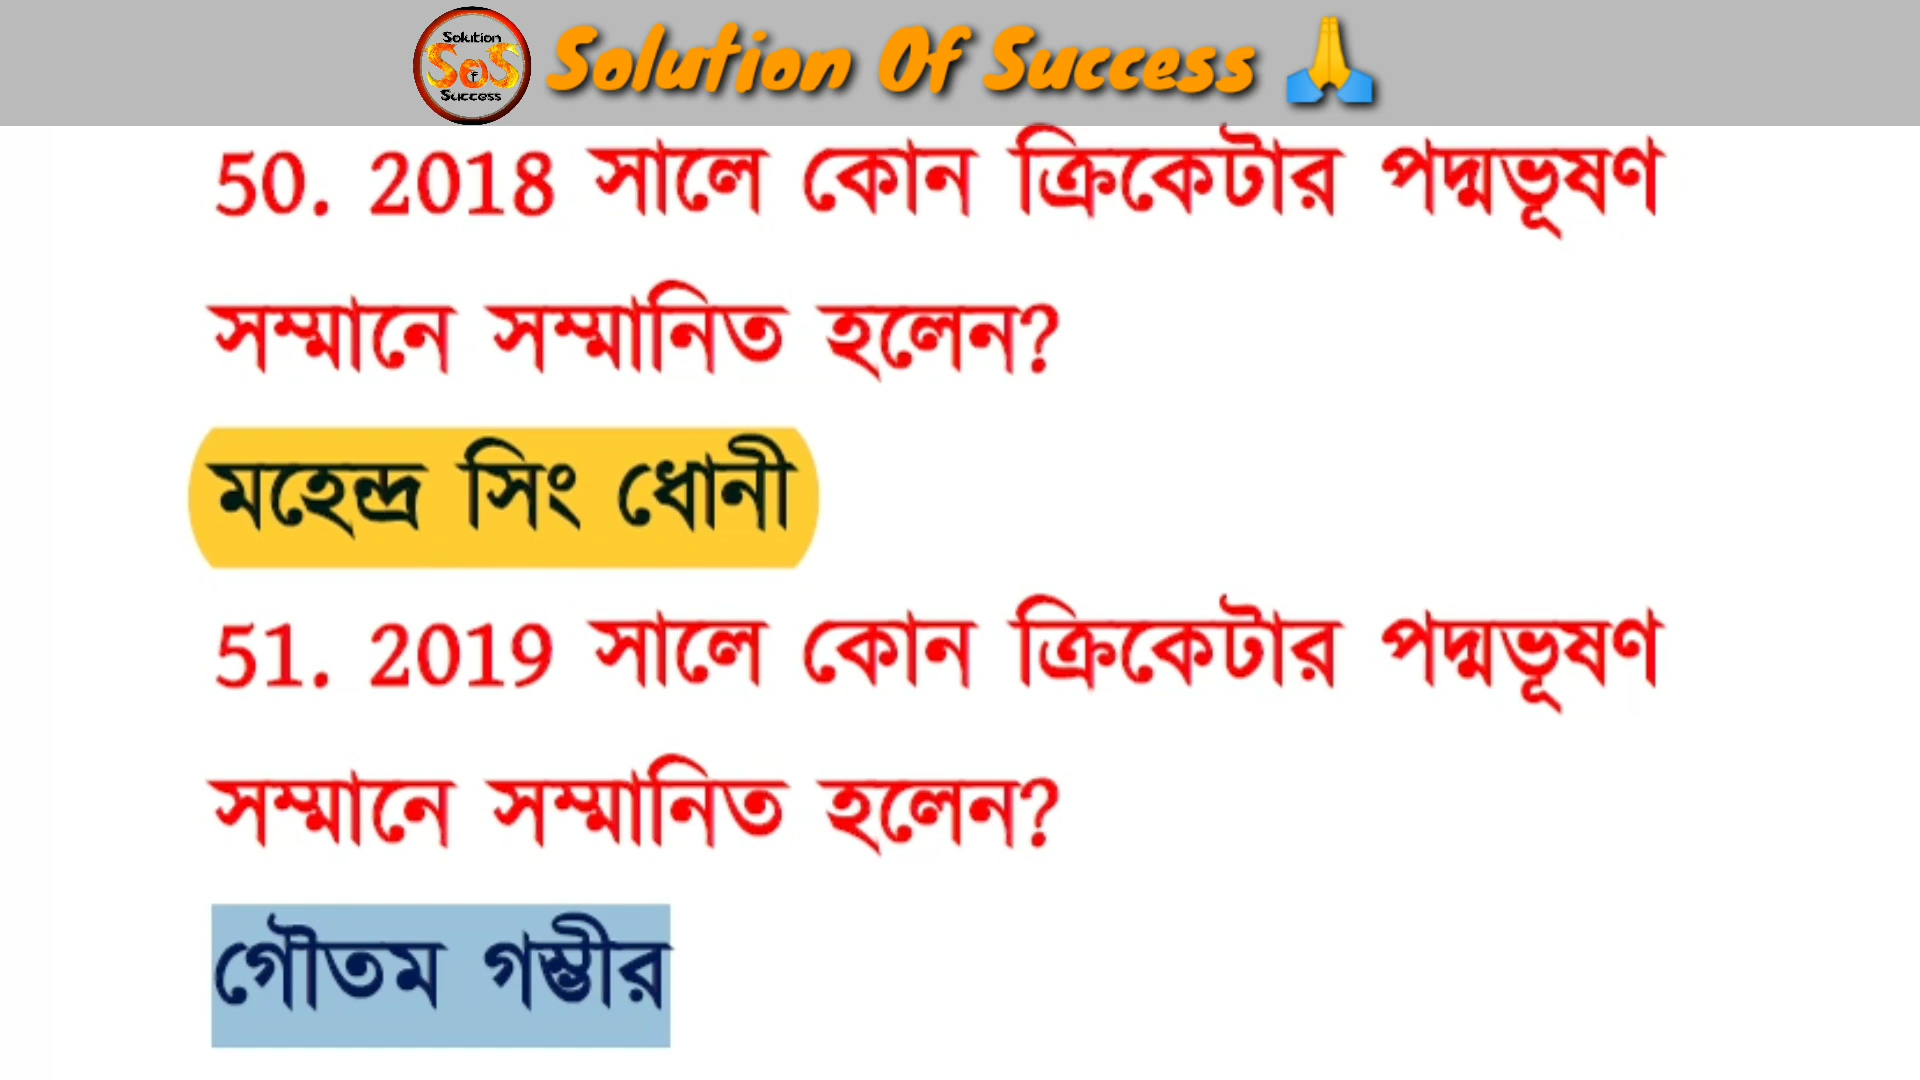 Solution
SOS
f
Success
Solution Of Success 🙏
50. 2018 সালে কোন ক্রিকেটার পদ্মভূষণ
সম্মানে সম্মানিত হলেন?
মহেন্দ্র সিং ধোনী
51. 2019 সালে কোন ক্রিকেটার পদ্মভূষণ
সম্মানে সম্মানিত হলেন?
গৌতম গম্ভীর